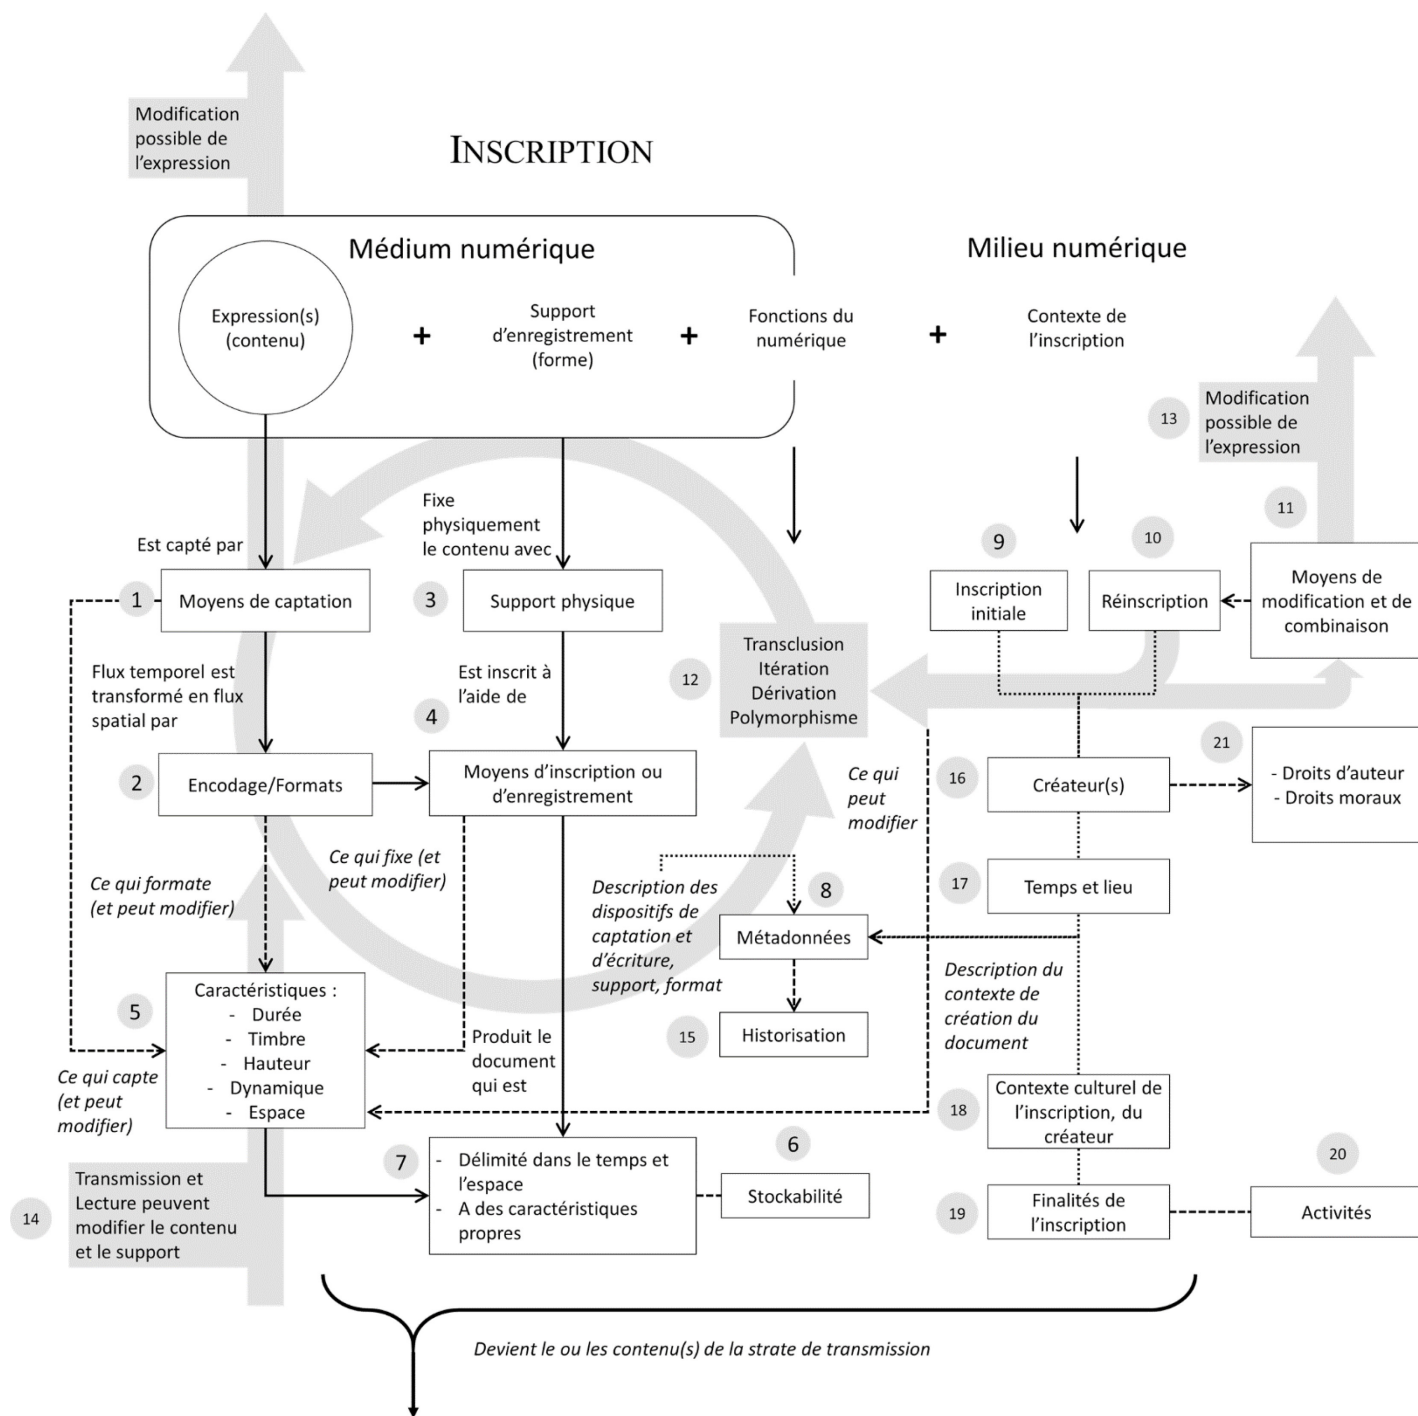 Modification
possible de
l'expression
INSCRIPTION
Médium numérique
Milieu numérique
Expression(s)
(contenu)
+
Support
d'enregistrement
(forme)
+
Fonctions du
numérique
+
Contexte de
l'inscription
13
Modification
possible de
l'expression
Est capté par
Fixe
physiquement
le contenu avec
9
10
11
1
Moyens de captation
3
Support physique
Inscription
initiale
Réinscription
Moyens de
modification et de
combinaison
Flux temporel est
transformé en flux
spatial par
Est inscrit à
l'aide de
12
Transclusion
Itération
Dérivation
Polymorphisme
4
2
Encodage/Formats
Moyens d'inscription ou
d'enregistrement
Ce qui
peut
modifier
16
Créateur(s)
21
- Droits d'auteur
- Droits moraux
Ce qui formate
(et peut modifier)
Ce qui fixe (et
peut modifier)
Description des
dispositifs de
captation et
d'écriture,
support, format
8
Métadonnées
17
Temps et lieu
5
Caractéristiques :
- Durée
- Timbre
- Hauteur
- Dynamique
- Espace
15
Historisation
Description du
contexte de
création du
document
Produit le
document
qui est
Ce qui capte
(et peut
modifier)
18
Contexte culturel de
l'inscription, du
créateur
14
Transmission et
Lecture peuvent
modifier le contenu
et le support
7
- Délimité dans le temps et
l'espace
- A des caractéristiques
propres
6
Stockabilité
19
Finalités de
l'inscription
20
Activités
Devient le ou les contenu(s) de la strate de transmission